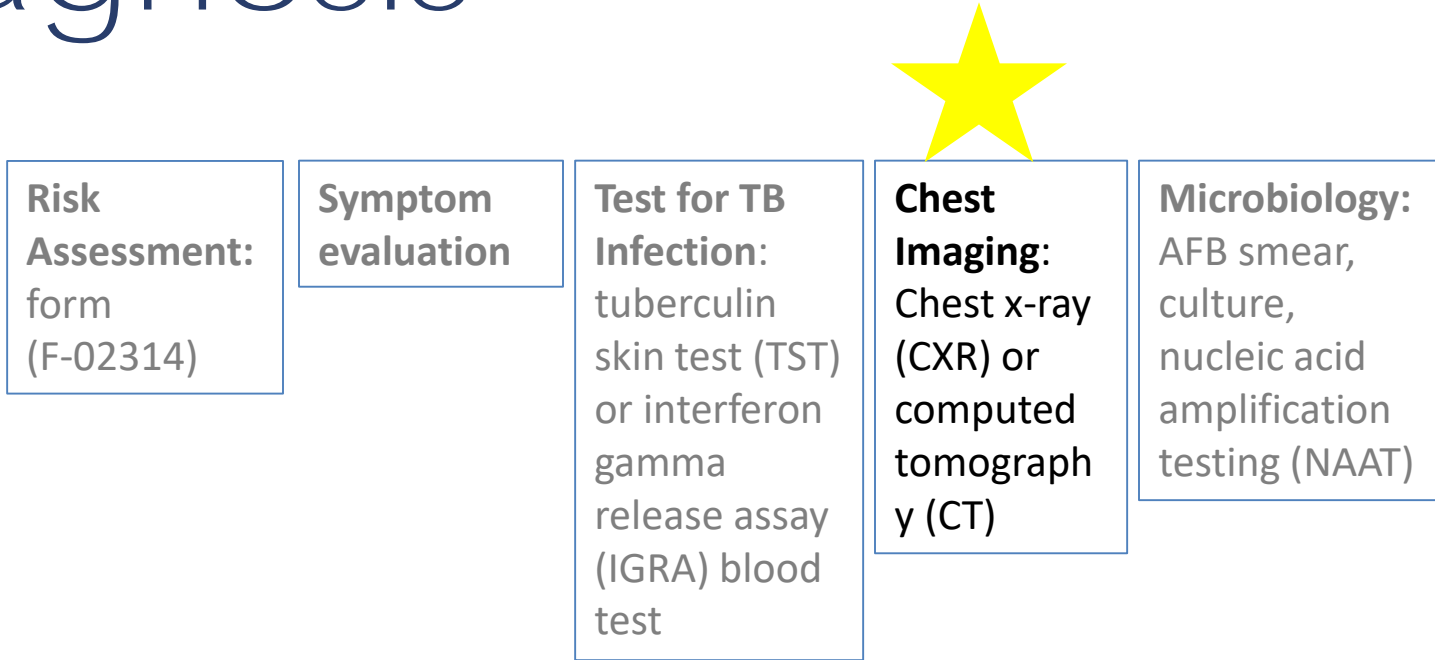 agnosis
Risk
Assessment:
form
(F-02314)
Symptom
evaluation
Test for TB
Infection:
tuberculin
skin test (TST)
or interferon
gamma
release assay
(IGRA) blood
test
Chest
Imaging:
Chest x-ray
(CXR) or
computed
tomograph
y (CT)
Microbiology:
AFB smear,
culture,
nucleic acid
amplification
testing (NAAT)